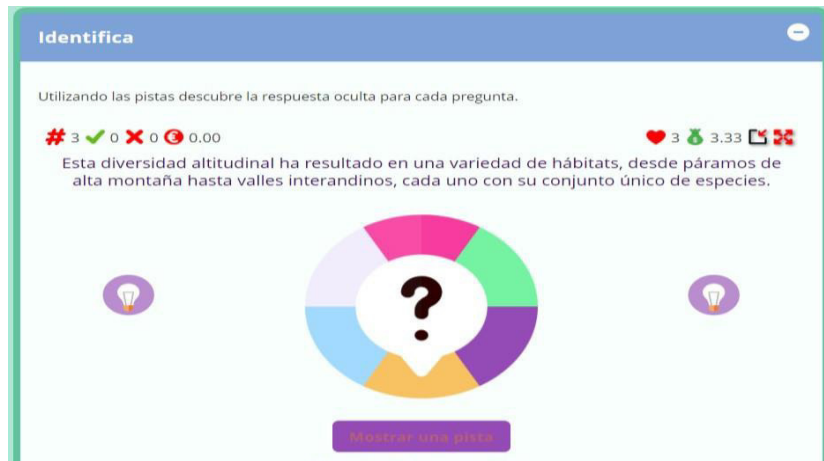 Identifica
Utilizando las pistas descubre la respuesta oculta para cada pregunta.
3 0 0 0.00 3 3.33
Esta diversidad altitudinal ha resultado en una variedad de hábitats, desde páramos de
alta montaña hasta valles interandinos, cada uno con su conjunto único de especies.
?
Mostrar una pista